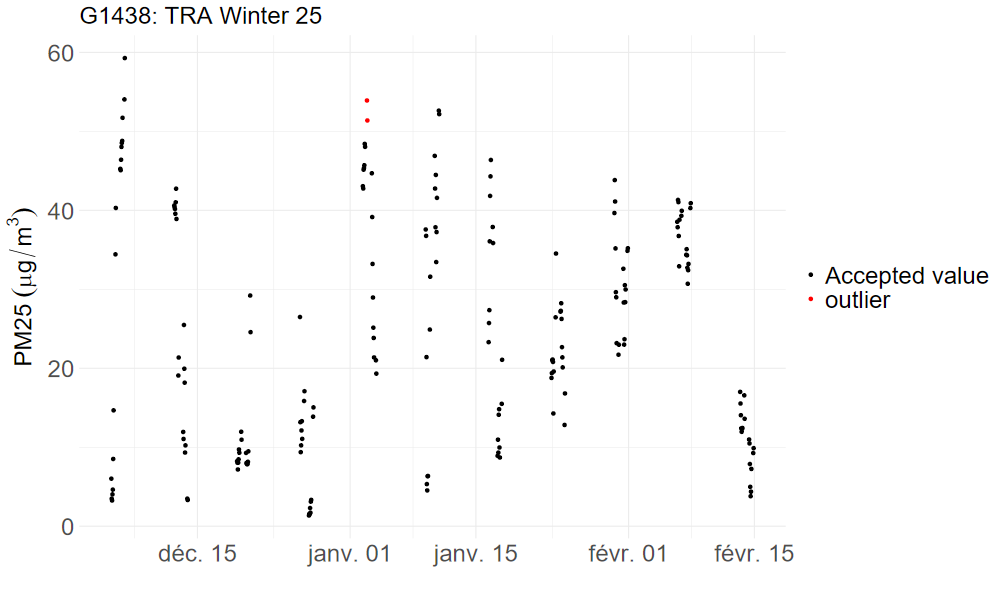 G1438: TRA Winter 25
PM25 (μg/m³)
60
40
20
0
déc. 15
janv. 01
janv. 15
févr. 01
févr. 15
Accepted value
outlier